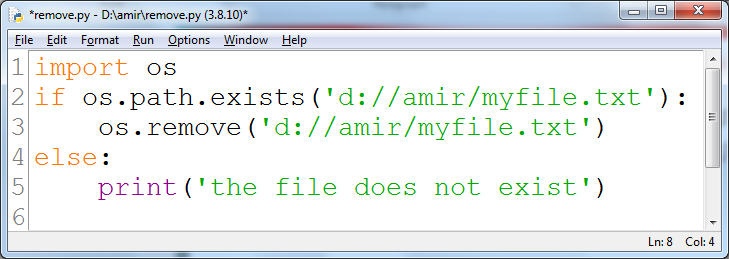 *remove.py - D:\amir\remove.py (3.8.10)*
File Edit Format Run Options Window Help
1 import os
2 if os.path.exists('d://amir/myfile.txt'):
3     os.remove('d://amir/myfile.txt')
4 else:
5     print('the file does not exist')
6
Ln: 8 Col: 4